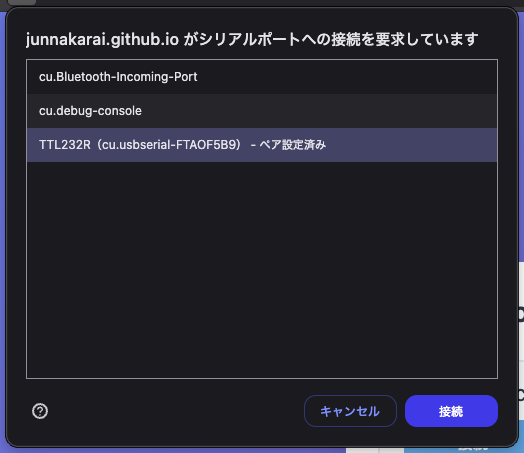 junnakarai.github.io がシリアルポートへの接続を要求しています
cu.Bluetooth-Incoming-Port
cu.debug-console
TTL232R（cu.usbserial-FTAOF5B9） - ペア設定済み
キャンセル
接続